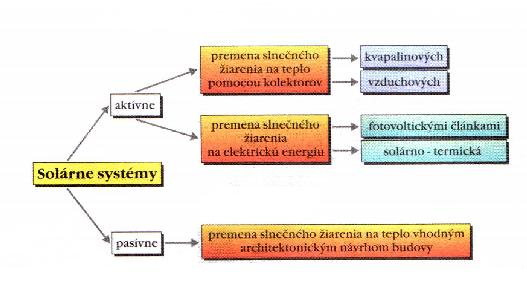 premena slnečného
žiarenia na teplo
pomocou kolektorov
kvapalinových
vzduchových
aktívne
premena slnečného
žiarenia
na elektrickú energiu
fotovoltickými článkami
solárno - termická
Solárne systémy
pasívne
premena slnečného žiarenia na teplo vhodným
architektonickým návrhom budovy